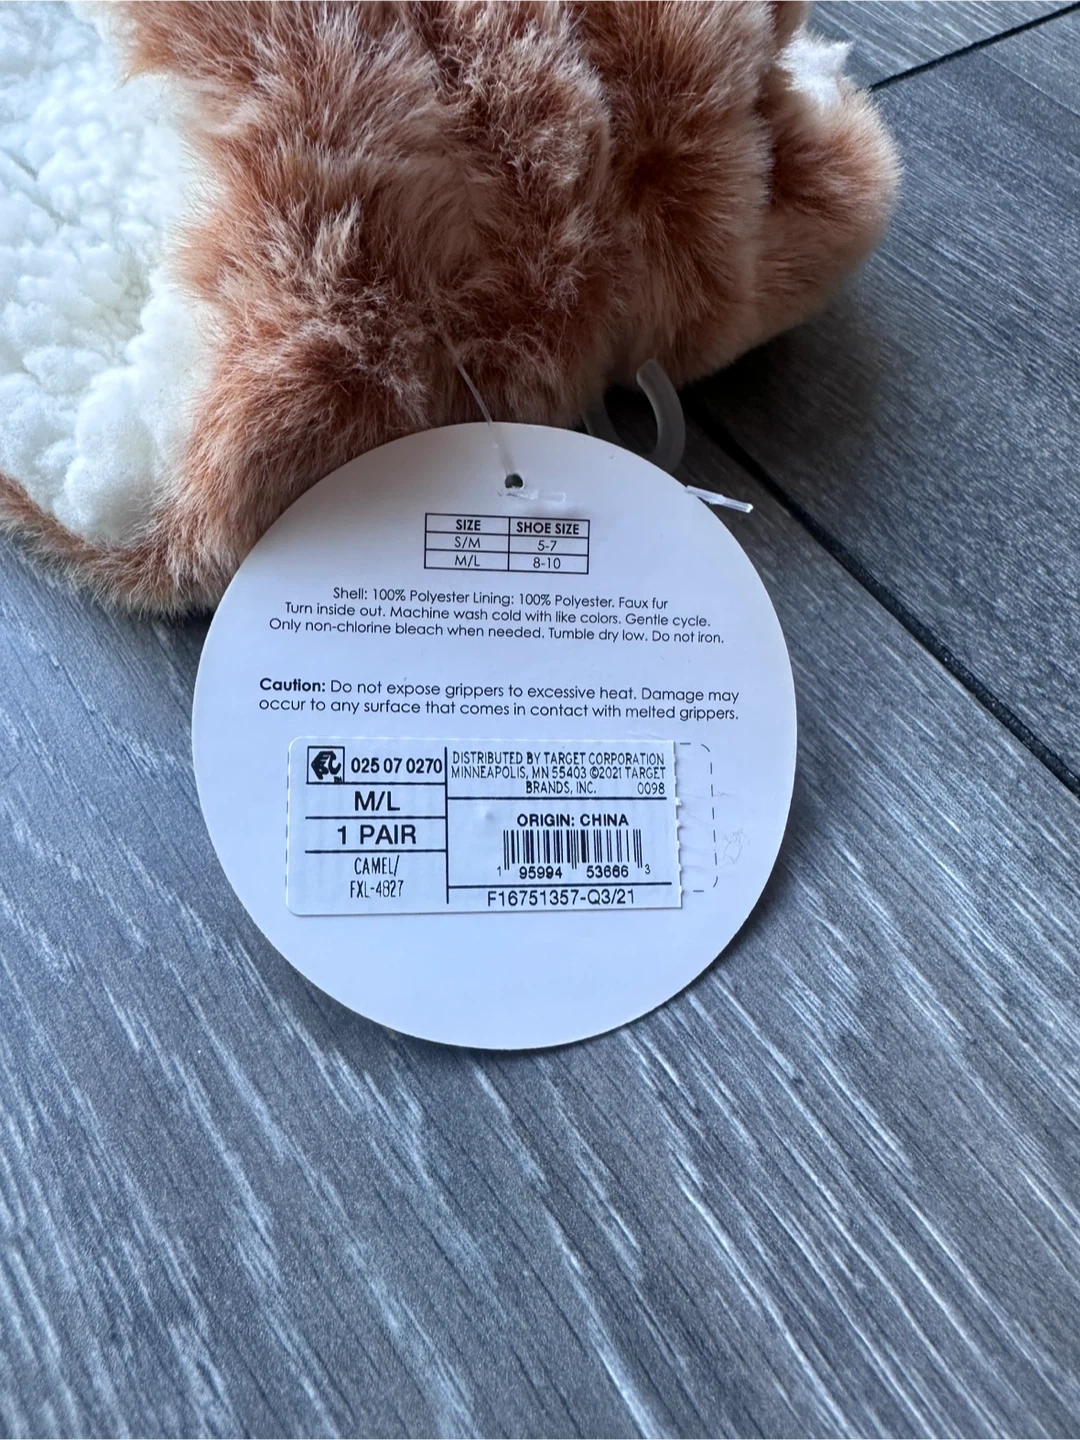 SIZE SHOE SIZE
S/M 5-7
M/L 8-10
Shell: 100% Polyester Lining: 100% Polyester. Faux fur
Turn inside out. Machine wash cold with like colors. Gentle cycle.
Only non-chlorine bleach when needed. Tumble dry low. Do not iron.
Caution: Do not expose grippers to excessive heat. Damage may
occur to any surface that comes in contact with melted grippers.
025 07 0270
M/L
1 PAIR
CAMEL/
FXL-4827
DISTRIBUTED BY TARGET CORPORATION
MINNEAPOLIS, MN 55403 ©2021 TARGET
BRANDS, INC. 0098
ORIGIN: CHINA
1 95994 53666 3
F16751357-Q3/21